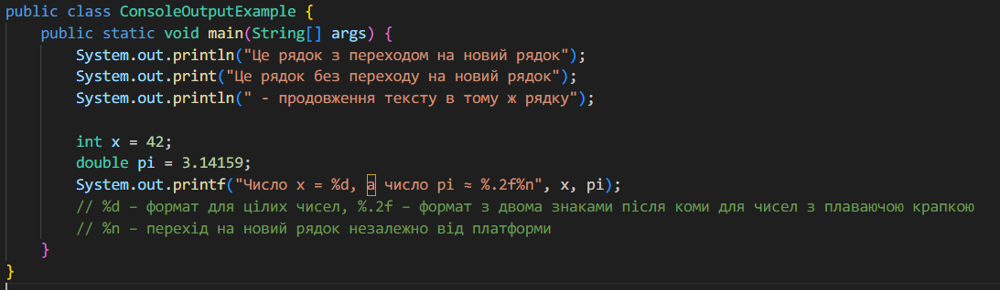 public class ConsoleOutputExample {
    public static void main(String[] args) {
        System.out.println("Це рядок з переходом на новий рядок");
        System.out.print("Це рядок без переходу на новий рядок");
        System.out.println(" - продовження тексту в тому ж рядку");

        int x = 42;
        double pi = 3.14159;
        System.out.printf("Число x = %d, а число pi ≈ %.2f%n", x, pi);
        // %d – формат для цілих чисел, %.2f – формат з двома знаками після коми для чисел з плаваючою крапкою
        // %n – перехід на новий рядок незалежно від платформи
    }
}